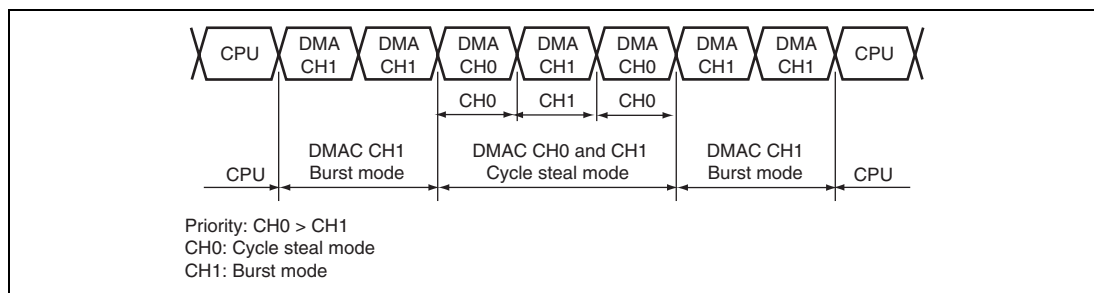 CPU DMA CH1 DMA CH1 DMA CH0 DMA CH1 DMA CH0 DMA CH1 DMA CH1 CPU
CH0 CH1 CH0
CPU DMAC CH1 Burst mode DMAC CH0 and CH1 Cycle steal mode DMAC CH1 Burst mode CPU
Priority: CH0 > CH1
CH0: Cycle steal mode
CH1: Burst mode